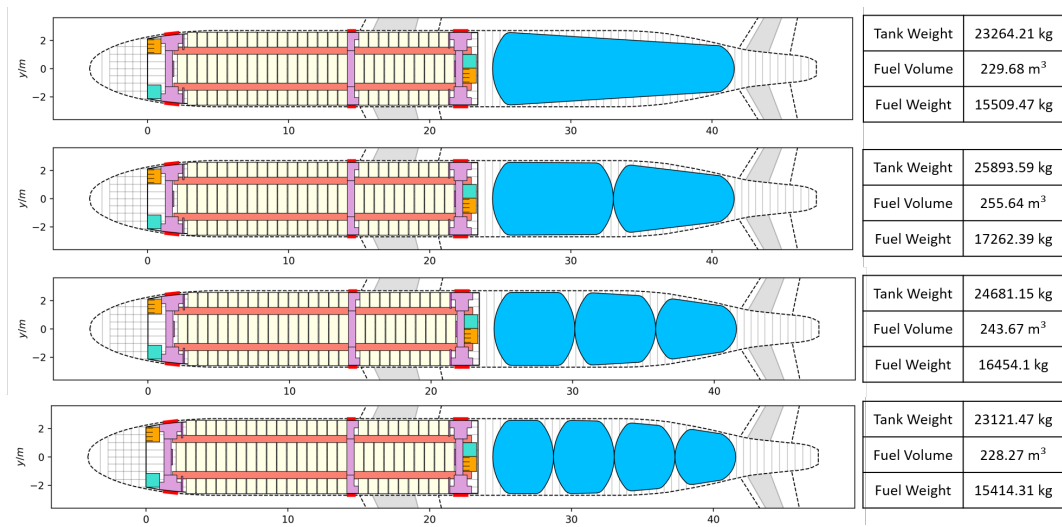 2
0
−2
y/m
0
10
20
30
40
Tank Weight 23264.21 kg
Fuel Volume 229.68 m³
Fuel Weight 15509.47 kg
2
0
−2
y/m
0
10
20
30
40
Tank Weight 25893.59 kg
Fuel Volume 255.64 m³
Fuel Weight 17262.39 kg
2
0
−2
y/m
0
10
20
30
40
Tank Weight 24681.15 kg
Fuel Volume 243.67 m³
Fuel Weight 16454.1 kg
2
0
−2
y/m
0
10
20
30
40
Tank Weight 23121.47 kg
Fuel Volume 228.27 m³
Fuel Weight 15414.31 kg